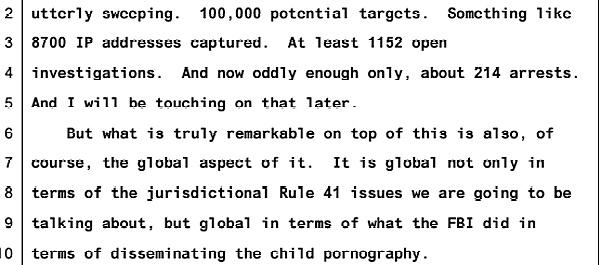 2 utterly sweeping. 100,000 potential targets. Something like
3 8700 IP addresses captured. At least 1152 open
4 investigations. And now oddly enough only, about 214 arrests.
5 And I will be touching on that later.
6 But what is truly remarkable on top of this is also, of
7 course, the global aspect of it. It is global not only in
8 terms of the jurisdictional Rule 41 issues we are going to be
9 talking about, but global in terms of what the FBI did in
10 terms of disseminating the child pornography.